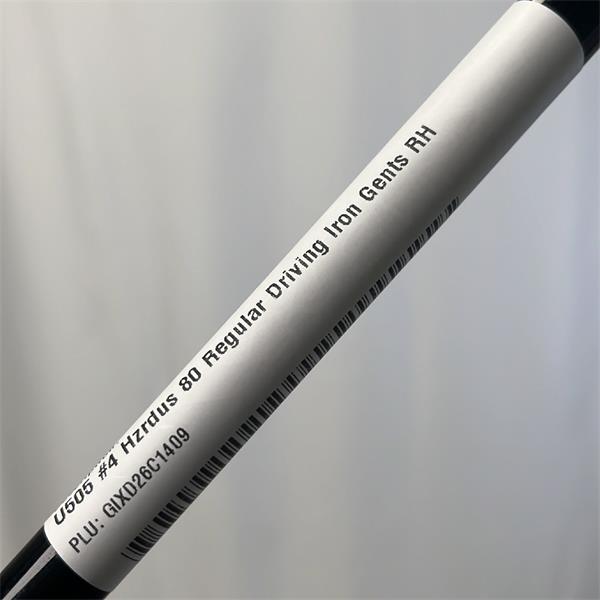 U505 #4 Hzrdus 80 Regular Driving Iron Gents RH
PLU: GIXD26C1409